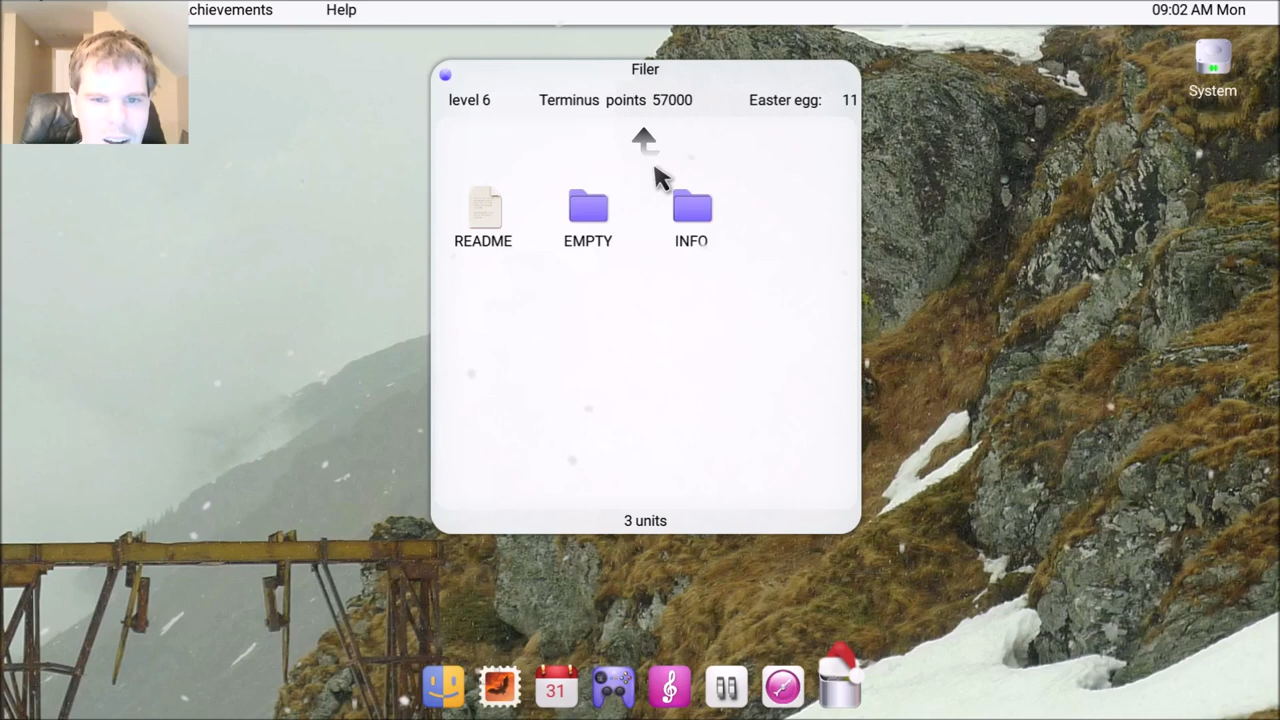 chievements Help 09:02 AM Mon
Filer
level 6 Terminus points 57000 Easter egg: 11
README EMPTY INFO
3 units
System
31